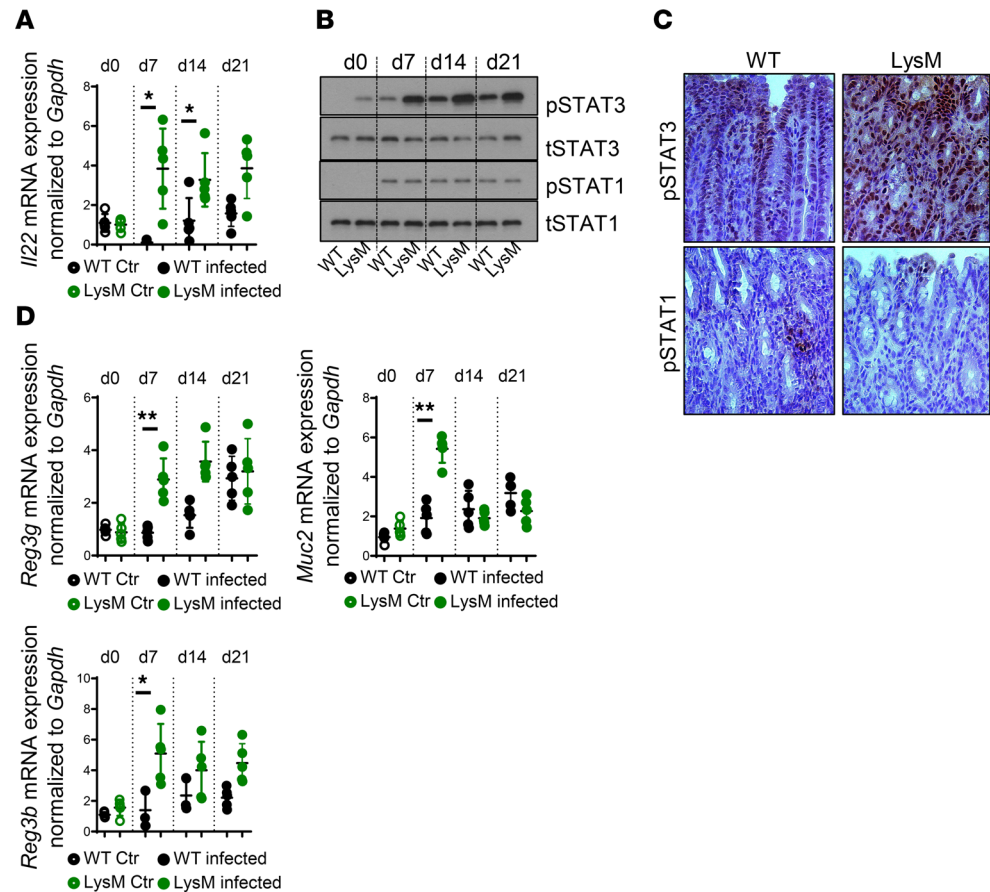 A
d0 d7 d14 d21
Il22 mRNA expression
normalized to Gapdh
8
6
4
2
0
*
*
WT Ctr WT infected
LysM Ctr LysM infected
B
d0 d7 d14 d21
pSTAT3
tSTAT3
pSTAT1
tSTAT1
WT LysM WT LysM WT LysM WT LysM
C
WT LysM
pSTAT3
pSTAT1
D
d0 d7 d14 d21
Reg3g mRNA expression
normalized to Gapdh
6
4
2
0
**
WT Ctr WT infected
LysM Ctr LysM infected
d0 d7 d14 d21
Muc2 mRNA expression
normalized to Gapdh
8
6
4
2
0
**
WT Ctr WT infected
LysM Ctr LysM infected
d0 d7 d14 d21
Reg3b mRNA expression
normalized to Gapdh
10
8
6
4
2
0
*
WT Ctr WT infected
LysM Ctr LysM infected